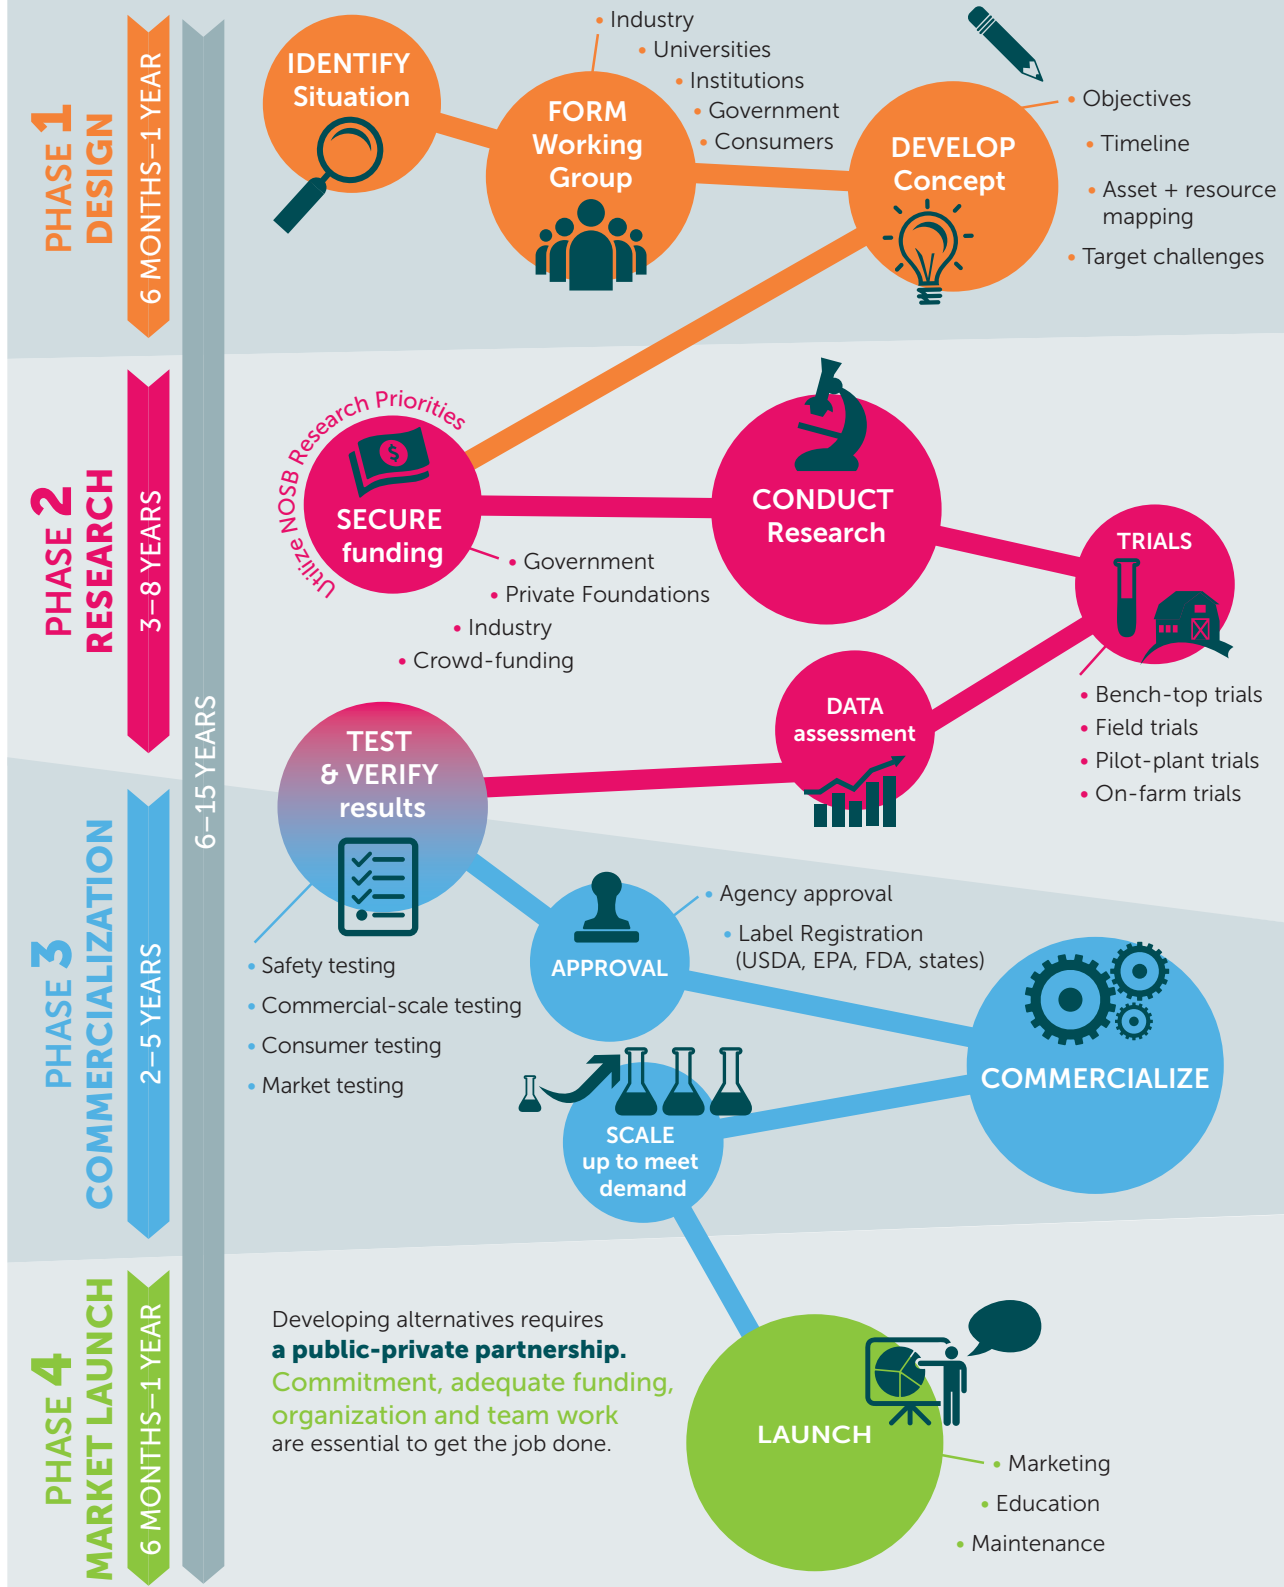 PHASE 1
DESIGN
6 MONTHS–1 YEAR
IDENTIFY
Situation
FORM
Working
Group
• Industry
• Universities
• Institutions
• Government
• Consumers
DEVELOP
Concept
• Objectives
• Timeline
• Asset + resource
mapping
• Target challenges
6–15 YEARS
PHASE 2
RESEARCH
3–8 YEARS
Utilize NOSB Research Priorities
$
SECURE
funding
• Government
• Private Foundations
• Industry
• Crowd-funding
CONDUCT
Research
TRIALS
• Bench-top trials
• Field trials
• Pilot-plant trials
• On-farm trials
DATA
assessment
TEST
& VERIFY
results
• Safety testing
• Commercial-scale testing
• Consumer testing
• Market testing
PHASE 3
COMMERCIALIZATION
2–5 YEARS
APPROVAL
• Agency approval
• Label Registration
(USDA, EPA, FDA, states)
COMMERCIALIZE
SCALE
up to meet
demand
PHASE 4
MARKET LAUNCH
6 MONTHS–1 YEAR
Developing alternatives requires
a public-private partnership.
Commitment, adequate funding,
organization and team work
are essential to get the job done.
LAUNCH
• Marketing
• Education
• Maintenance